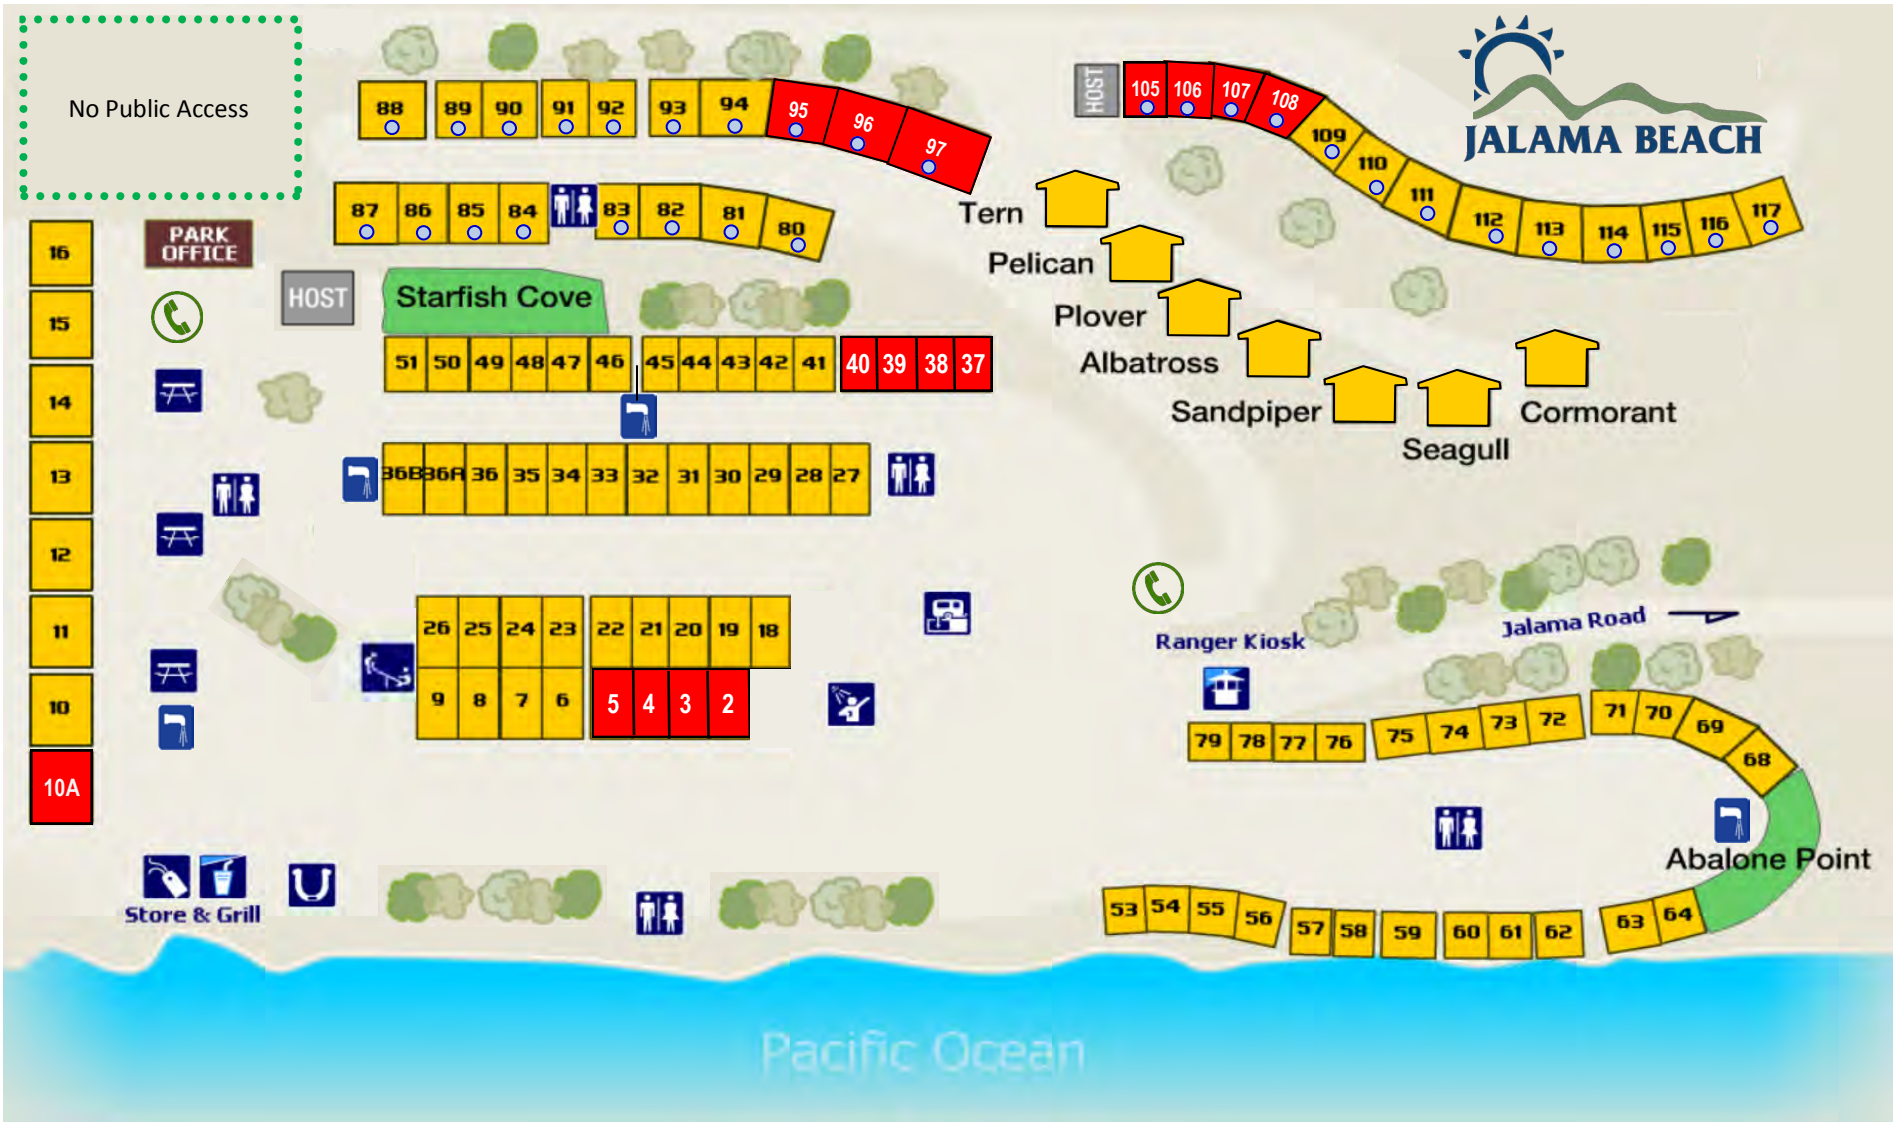 No Public Access
88 89 90 91 92 93 94 95 96 97
HOST
105 106 107 108 109 110 111 112 113 114 115 116 117
JALAMA BEACH
87 86 85 84 83 82 81 80
Tern
Pelican
Plover
Albatross
Sandpiper
Seagull
Cormorant
PARK
OFFICE
HOST
Starfish Cove
16
15
14
13
12
11
10
10A
51 50 49 48 47 46 45 44 43 42 41 40 39 38 37
36B 36A 36 35 34 33 32 31 30 29 28 27
26 25 24 23 22 21 20 19 18
9 8 7 6 5 4 3 2
Ranger Kiosk
Jalama Road
79 78 77 76 75 74 73 72 71 70 69 68
Abalone Point
53 54 55 56 57 58 59 60 61 62 63 64
Store & Grill
Pacific Ocean